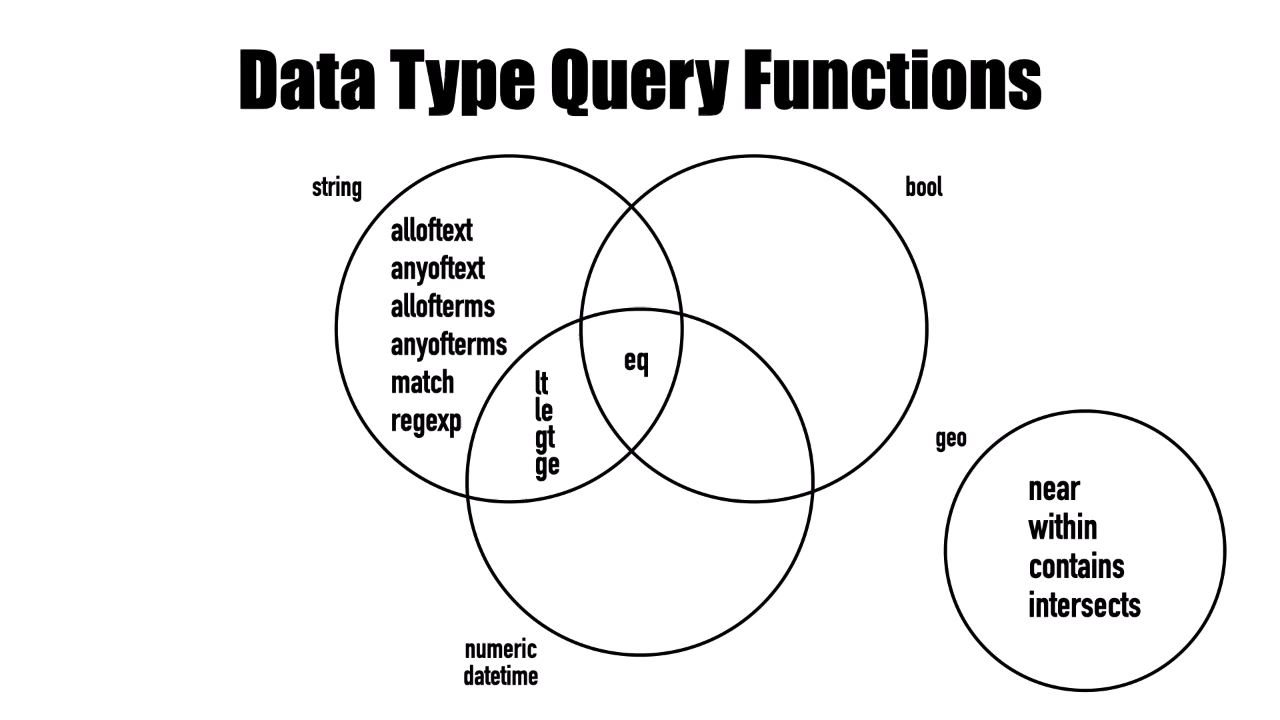 Data Type Query Functions
string
bool
alloftext
anyoftext
allofterms
anyofterms
match
regexp
lt
le
gt
ge
eq
geo
near
within
contains
intersects
numeric
datetime